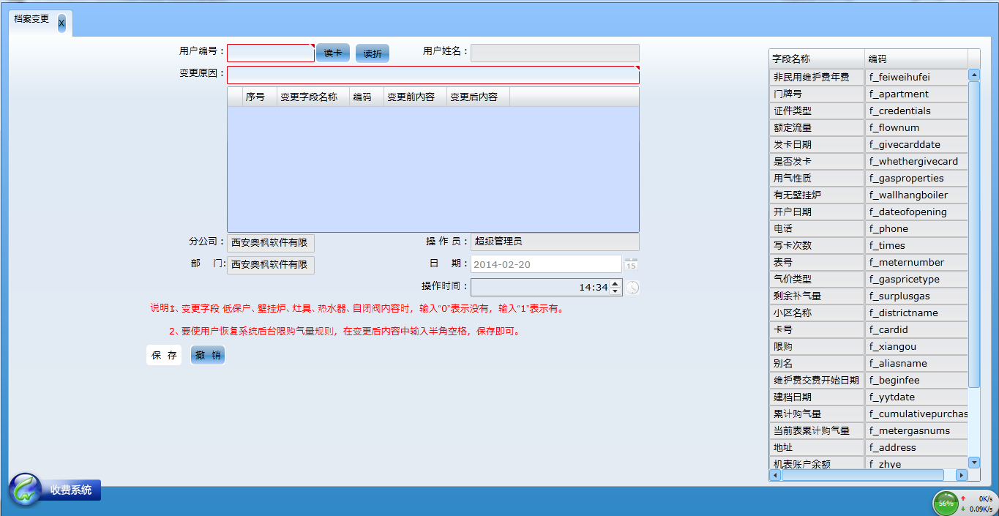 档案变更 X
用户编号： 读卡 读折 用户姓名：
变更原因：
序号 变更字段名称 编码 变更前内容 变更后内容
分公司： 西安奥枫软件有限 操 作 员： 超级管理员
部 门: 西安奥枫软件有限 日 期： 2014-02-20 15
操作时间： 14:34
说明:1、变更字段 低保户、壁挂炉、灶具、热水器、自闭阀内容时，输入“0”表示没有，输入“1”表示有。
2、要使用户恢复系统后台限购气量规则，在变更后内容中输入半角空格，保存即可。
保 存 撤 销
字段名称 编码
非民用维护费年费 f_feiweihufei
门牌号 f_apartment
证件类型 f_credentials
额定流量 f_flownum
发卡日期 f_givecarddate
是否发卡 f_whethergivecard
用气性质 f_gasproperties
有无壁挂炉 f_wallhangboiler
开户日期 f_dateofopening
电话 f_phone
写卡次数 f_times
表号 f_meternumber
气价类型 f_gaspricetype
剩余补气量 f_surplusgas
小区名称 f_districtname
卡号 f_cardid
限购 f_xiangou
别名 f_aliasname
维护费交费开始日期 f_beginfee
建档日期 f_yytdate
累计购气量 f_cumulativepurchas
当前表累计购气量 f_metergasnums
地址 f_address
机表账户余额 f_zhye
收费系统
56% 0K/s
0.09K/s